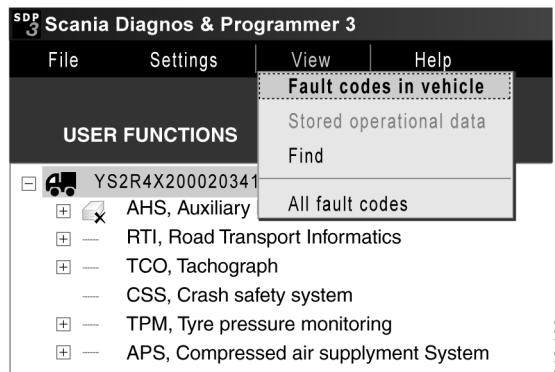 SDP3 Scania Diagnos & Programmer 3
File Settings View Help
Fault codes in vehicle
Stored operational data
Find
All fault codes
USER FUNCTIONS
YS2R4X200020341
AHS, Auxiliary
RTI, Road Transport Informatics
TCO, Tachograph
CSS, Crash safety system
TPM, Tyre pressure monitoring
APS, Compressed air supplyment System